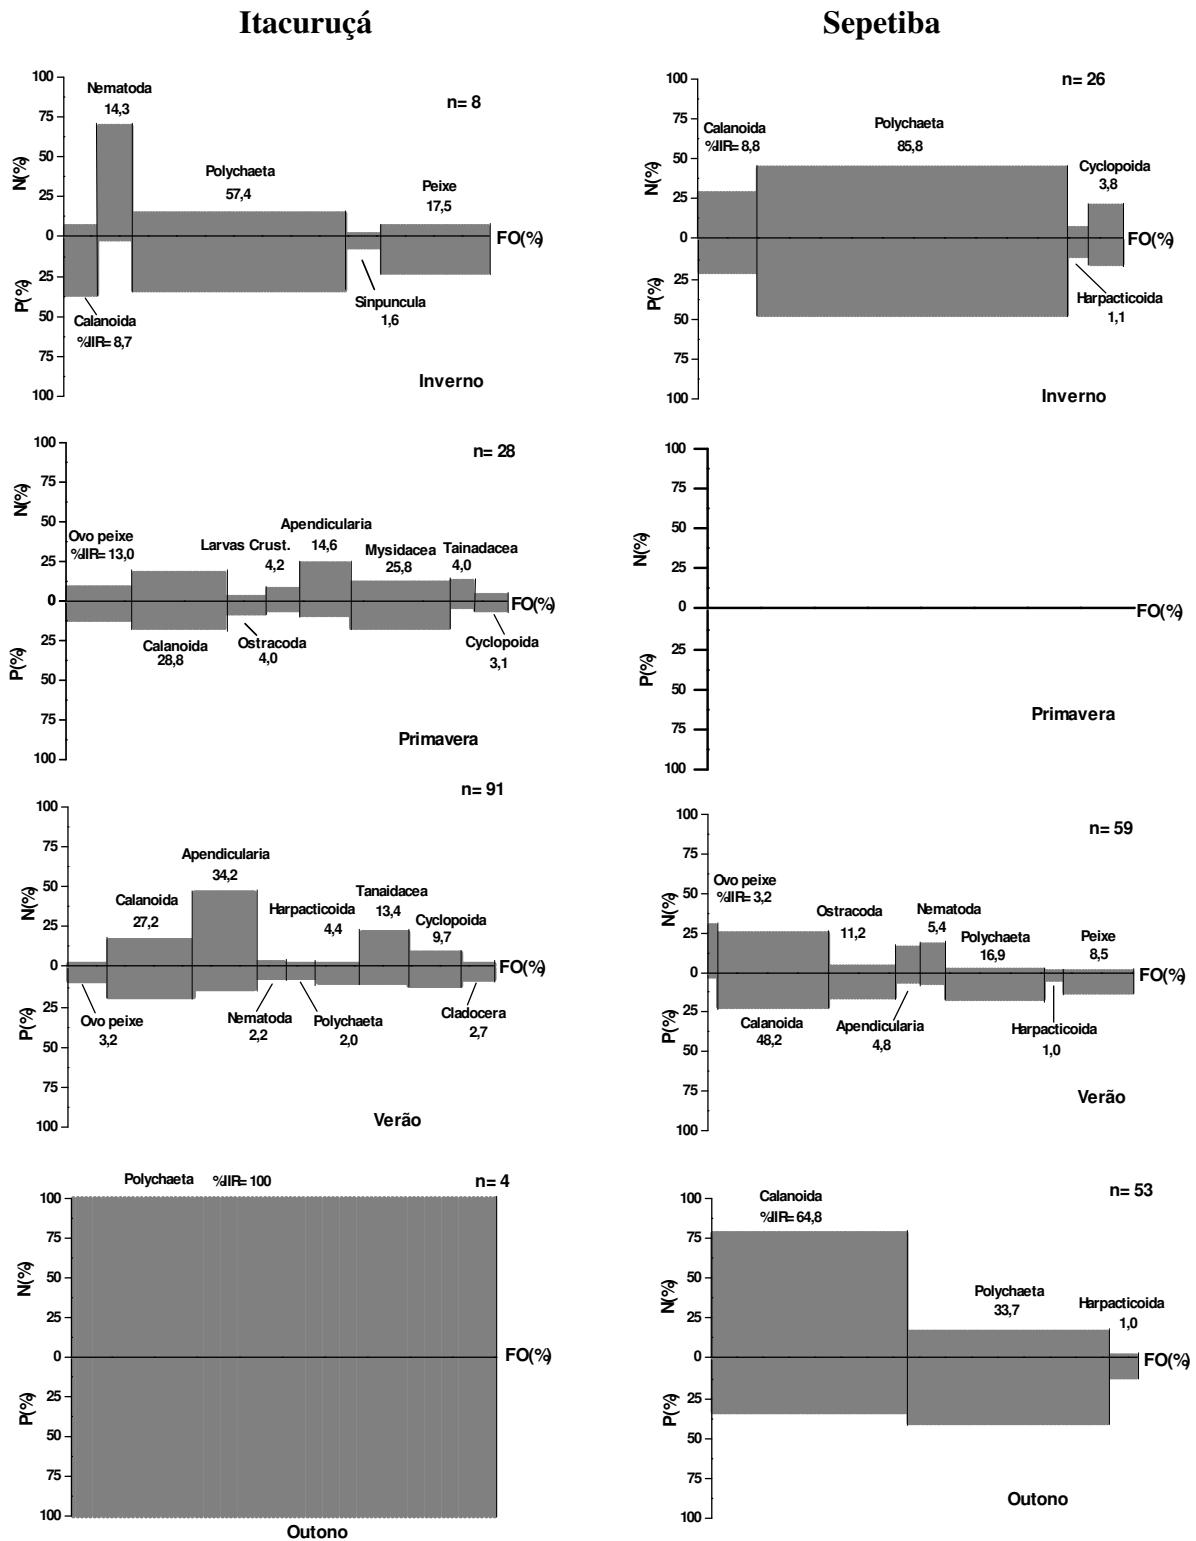 Itacuruçá
Sepetiba
100
75
50
25
0
25
50
75
100
N(%)
P(%)
Nematoda
14,3
n= 8
Polychaeta
57,4
Peixe
17,5
FO(%)
Sinpuncula
1,6
Calanoida
%IIR= 8,7
Inverno
100
75
50
25
0
25
50
75
100
N(%)
P(%)
n= 26
Calanoida
%IIR= 8,8
Polychaeta
85,8
Cyclopoida
3,8
FO(%)
Harpacticoida
1,1
Inverno
100
75
50
25
0
25
50
75
100
N(%)
P(%)
n= 28
Ovo peixe
%IIR= 13,0
Larvas Crust.
4,2
Apendicularia
14,6
Mysidacea
25,8
Tainadacea
4,0
FO(%)
Calanoida
28,8
Ostracoda
4,0
Cyclopoida
3,1
Primavera
100
75
50
25
0
25
50
75
100
N(%)
P(%)
FO(%)
Primavera
100
75
50
25
0
25
50
75
100
N(%)
P(%)
n= 91
Apendicularia
34,2
Calanoida
27,2
Harpacticoida
4,4
Tanaidacea
13,4
Cyclopoida
9,7
FO(%)
Ovo peixe
3,2
Nematoda
2,2
Polychaeta
2,0
Cladocera
2,7
Verão
100
75
50
25
0
25
50
75
100
N(%)
P(%)
n= 59
Ovo peixe
%IIR= 3,2
Ostracoda
11,2
Nematoda
5,4
Polychaeta
16,9
Peixe
8,5
FO(%)
Calanoida
48,2
Apendicularia
4,8
Harpacticoida
1,0
Verão
Polychaeta %IIR= 100
n= 4
100
75
50
25
0
25
50
75
100
N(%)
P(%)
FO(%)
Outono
100
75
50
25
0
25
50
75
100
N(%)
P(%)
n= 53
Calanoida
%IIR= 64,8
Polychaeta
33,7
Harpacticoida
1,0
FO(%)
Outono